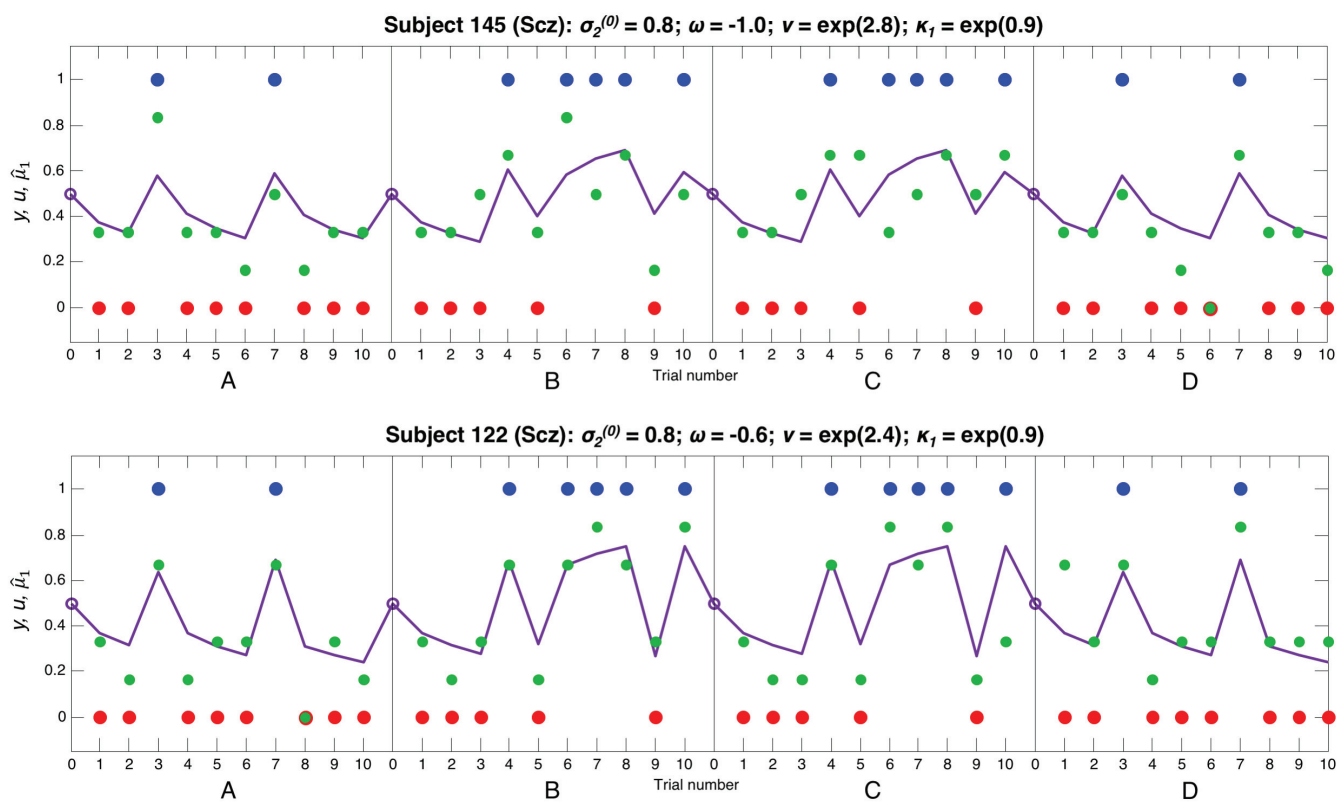 Subject 145 (Scz): σ₂⁽⁰⁾ = 0.8; ω = -1.0; ν = exp(2.8); κ₁ = exp(0.9)
y, u, μ̂₁
1
0.8
0.6
0.4
0.2
0
0 1 2 3 4 5 6 7 8 9 10 0 1 2 3 4 5 6 7 8 9 10 0 1 2 3 4 5 6 7 8 9 10 0 1 2 3 4 5 6 7 8 9 10
A B Trial number C D
Subject 122 (Scz): σ₂⁽⁰⁾ = 0.8; ω = -0.6; ν = exp(2.4); κ₁ = exp(0.9)
y, u, μ̂₁
1
0.8
0.6
0.4
0.2
0
0 1 2 3 4 5 6 7 8 9 10 0 1 2 3 4 5 6 7 8 9 10 0 1 2 3 4 5 6 7 8 9 10 0 1 2 3 4 5 6 7 8 9 10
A B Trial number C D